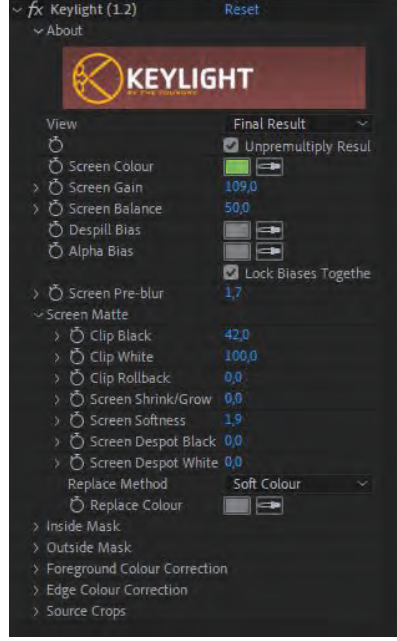 fx Keylight (1.2) Reset
About
KEYLIGHT
BY THE FOUNDRY
View Final Result
Unpremultiply Resul
Screen Colour
Screen Gain 109,0
Screen Balance 50,0
Despill Bias
Alpha Bias
Lock Biases Togethe
Screen Pre-blur 1,7
Screen Matte
Clip Black 42,0
Clip White 100,0
Clip Rollback 0,0
Screen Shrink/Grow 0,0
Screen Softness 1,9
Screen Despot Black 0,0
Screen Despot White 0,0
Replace Method Soft Colour
Replace Colour
Inside Mask
Outside Mask
Foreground Colour Correction
Edge Colour Correction
Source Crops